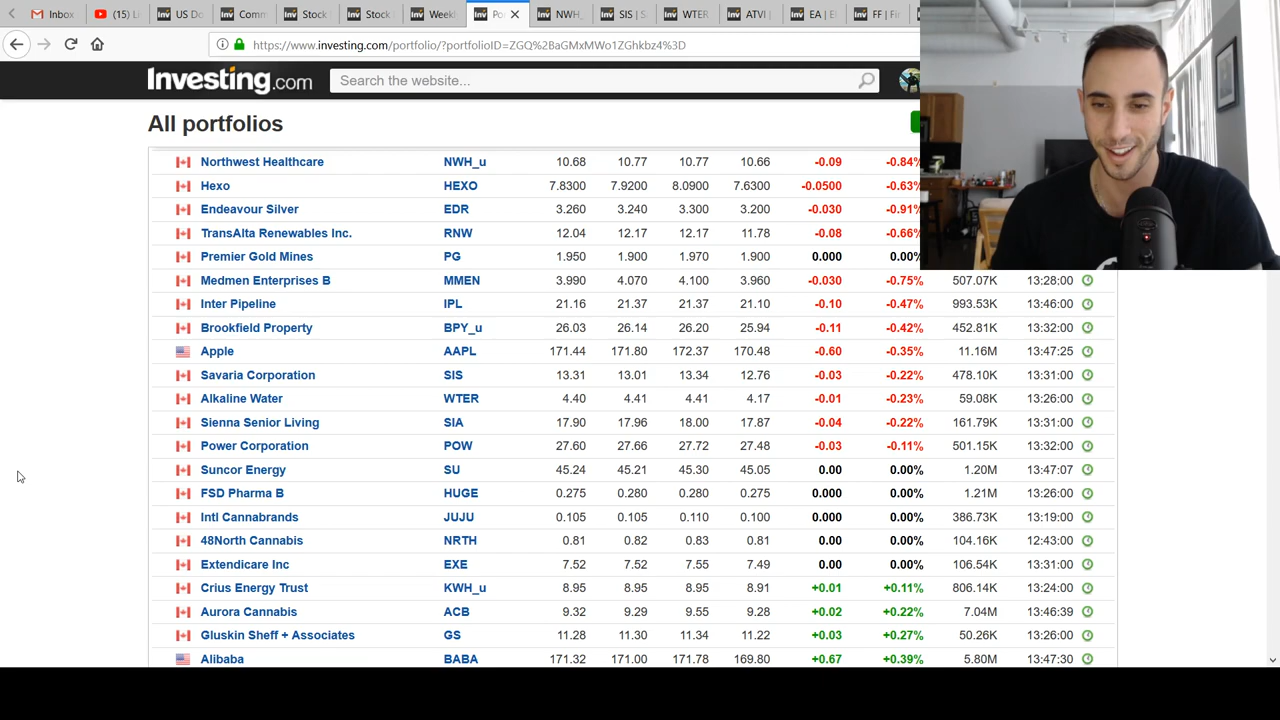 Inbox (15) Li US Do Comm Stock Stock Weekl Po NWH_ SIS | S WTER ATVI | EA | El FF | Fir
https://www.investing.com/portfolio/?portfolioID=ZGQ%2BaGMxMWo1ZGhkbz4%3D
Investing.com Search the website...
All portfolios
Northwest Healthcare NWH_u 10.68 10.77 10.77 10.66 -0.09 -0.84%
Hexo HEXO 7.8300 7.9200 8.0900 7.6300 -0.0500 -0.63%
Endeavour Silver EDR 3.260 3.240 3.300 3.200 -0.030 -0.91%
TransAlta Renewables Inc. RNW 12.04 12.17 12.17 11.78 -0.08 -0.66%
Premier Gold Mines PG 1.950 1.900 1.970 1.900 0.000 0.00%
Medmen Enterprises B MMEN 3.990 4.070 4.100 3.960 -0.030 -0.75% 507.07K 13:28:00
Inter Pipeline IPL 21.16 21.37 21.37 21.10 -0.10 -0.47% 993.53K 13:46:00
Brookfield Property BPY_u 26.03 26.14 26.20 25.94 -0.11 -0.42% 452.81K 13:32:00
Apple AAPL 171.44 171.80 172.37 170.48 -0.60 -0.35% 11.16M 13:47:25
Savaria Corporation SIS 13.31 13.01 13.34 12.76 -0.03 -0.22% 478.10K 13:31:00
Alkaline Water WTER 4.40 4.41 4.41 4.17 -0.01 -0.23% 59.08K 13:26:00
Sienna Senior Living SIA 17.90 17.96 18.00 17.87 -0.04 -0.22% 161.79K 13:31:00
Power Corporation POW 27.60 27.66 27.72 27.48 -0.03 -0.11% 501.15K 13:32:00
Suncor Energy SU 45.24 45.21 45.30 45.05 0.00 0.00% 1.20M 13:47:07
FSD Pharma B HUGE 0.275 0.280 0.280 0.275 0.000 0.00% 1.21M 13:26:00
Intl Cannabrands JUJU 0.105 0.105 0.110 0.100 0.000 0.00% 386.73K 13:19:00
48North Cannabis NRTH 0.81 0.82 0.83 0.81 0.00 0.00% 104.16K 12:43:00
Extendicare Inc EXE 7.52 7.52 7.55 7.49 0.00 0.00% 106.54K 13:31:00
Crius Energy Trust KWH_u 8.95 8.95 8.95 8.91 +0.01 +0.11% 806.14K 13:24:00
Aurora Cannabis ACB 9.32 9.29 9.55 9.28 +0.02 +0.22% 7.04M 13:46:39
Gluskin Sheff + Associates GS 11.28 11.30 11.34 11.22 +0.03 +0.27% 50.26K 13:26:00
Alibaba BABA 171.32 171.00 171.78 169.80 +0.67 +0.39% 5.80M 13:47:30